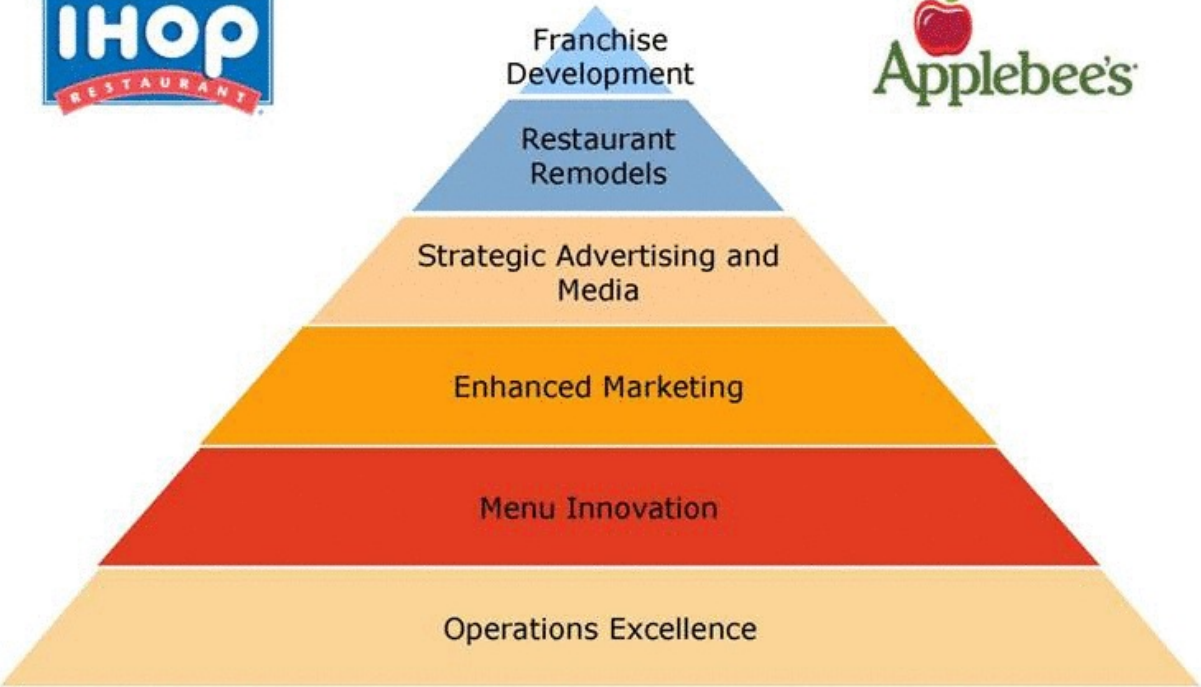 IHOP
RESTAURANT
Applebee's
Franchise
Development
Restaurant
Remodels
Strategic Advertising and
Media
Enhanced Marketing
Menu Innovation
Operations Excellence